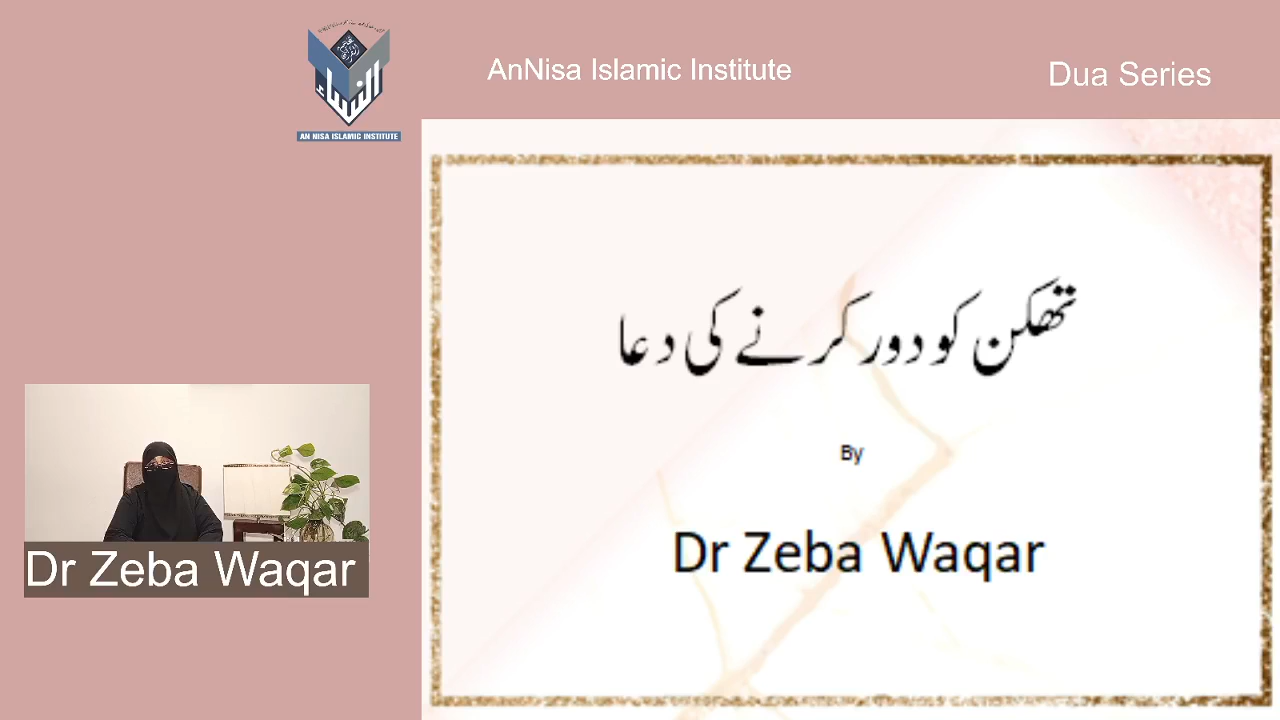 AN NISA ISLAMIC INSTITUTE
AnNisa Islamic Institute
Dua Series
تھکن کو دور کرنے کی دعا
By
Dr Zeba Waqar
Dr Zeba Waqar